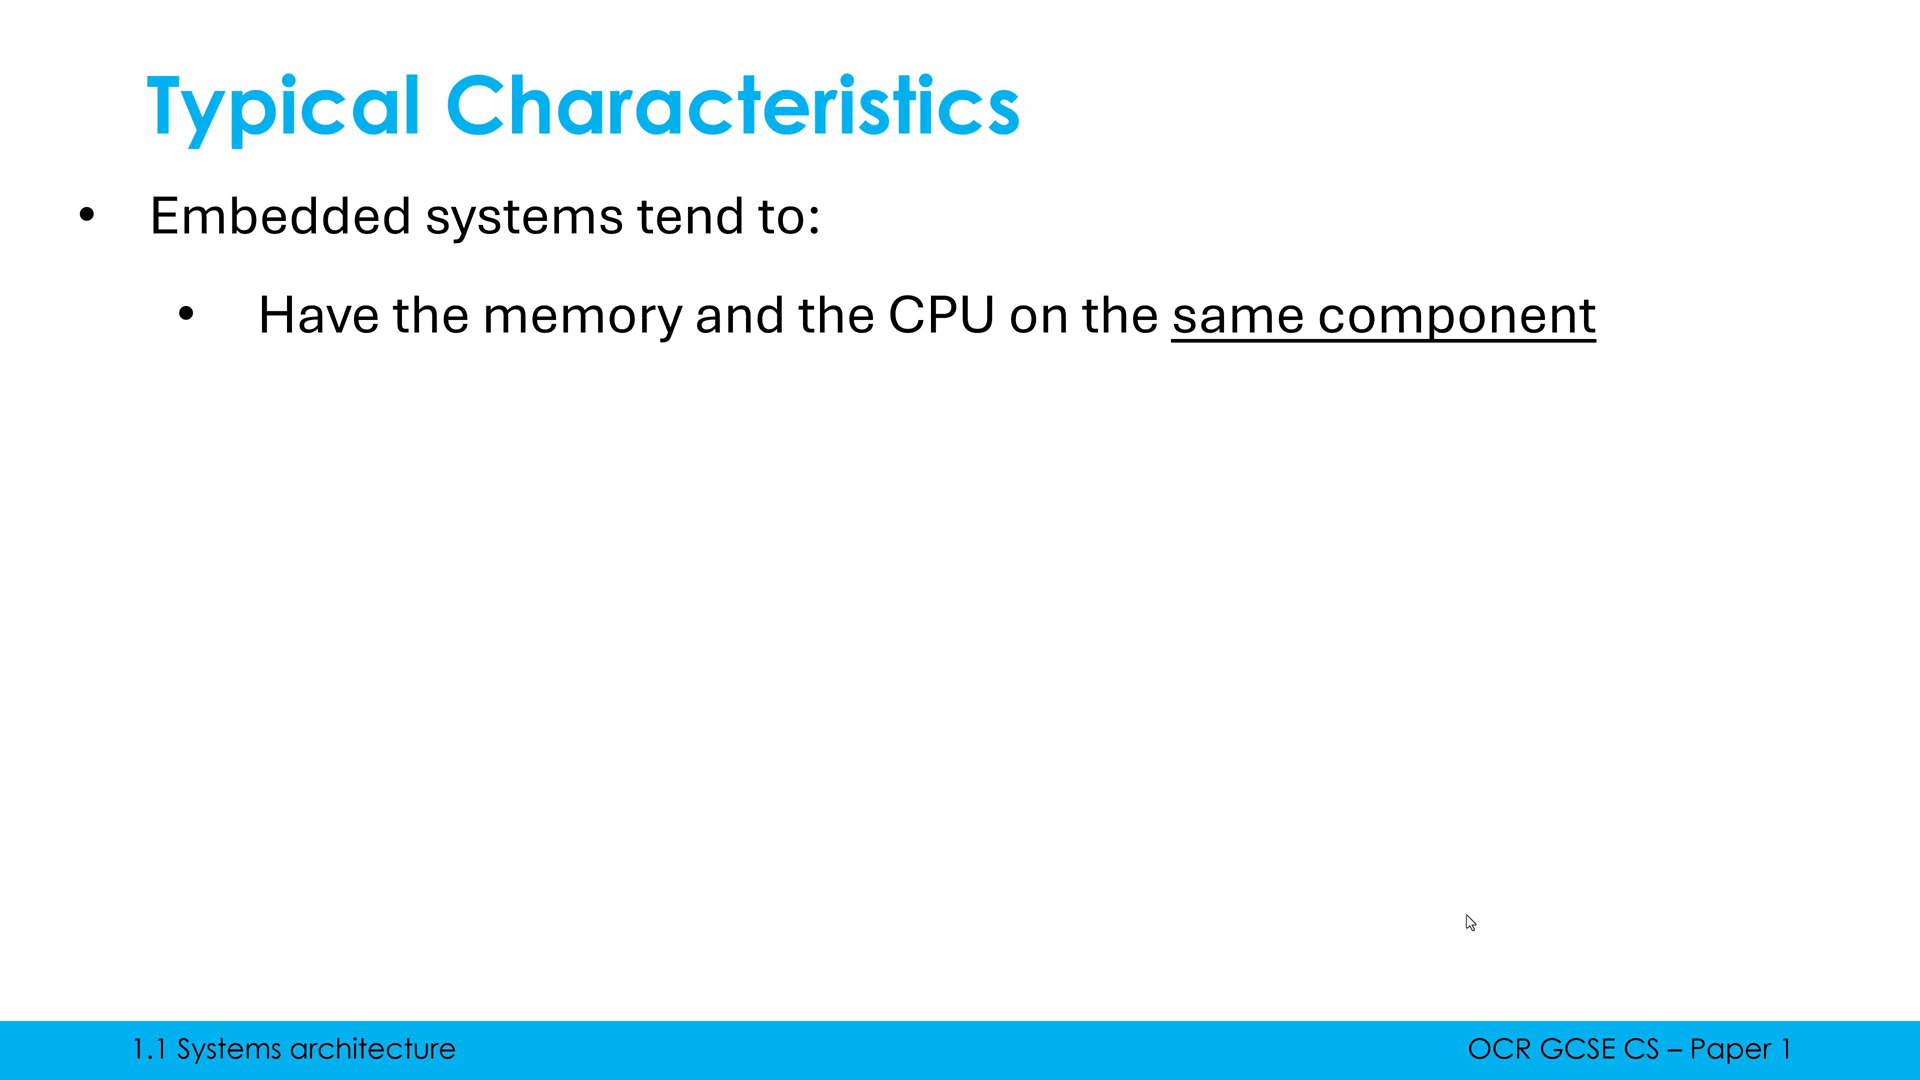 Typical Characteristics
• Embedded systems tend to:
• Have the memory and the CPU on the same component
1.1 Systems architecture
OCR GCSE CS – Paper 1